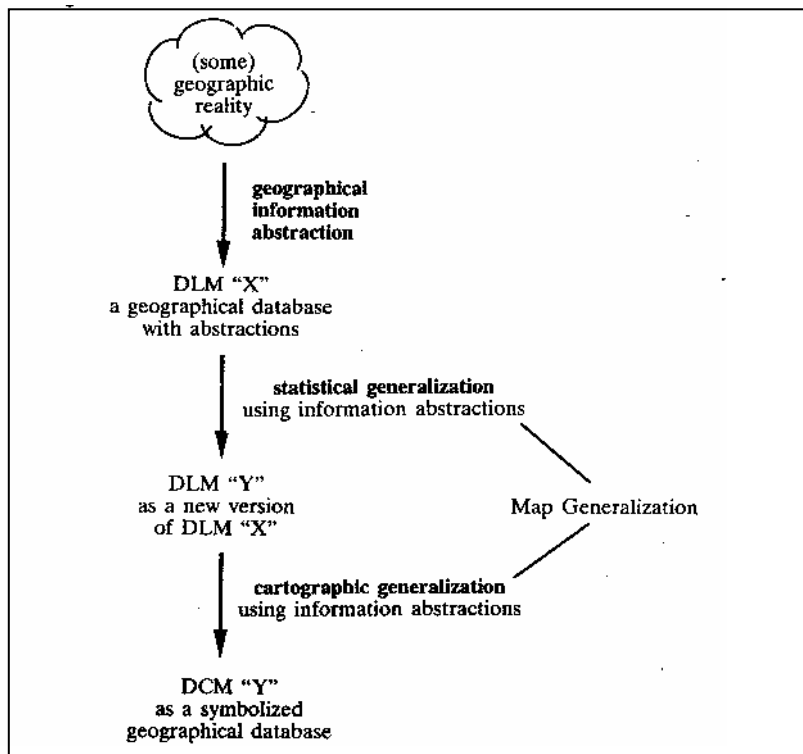 (some)
geographic
reality
geographical
information
abstraction
DLM “X”
a geographical database
with abstractions
statistical generalization
using information abstractions
DLM “Y”
as a new version
of DLM “X”
Map Generalization
cartographic generalization
using information abstractions
DCM “Y”
as a symbolized
geographical database